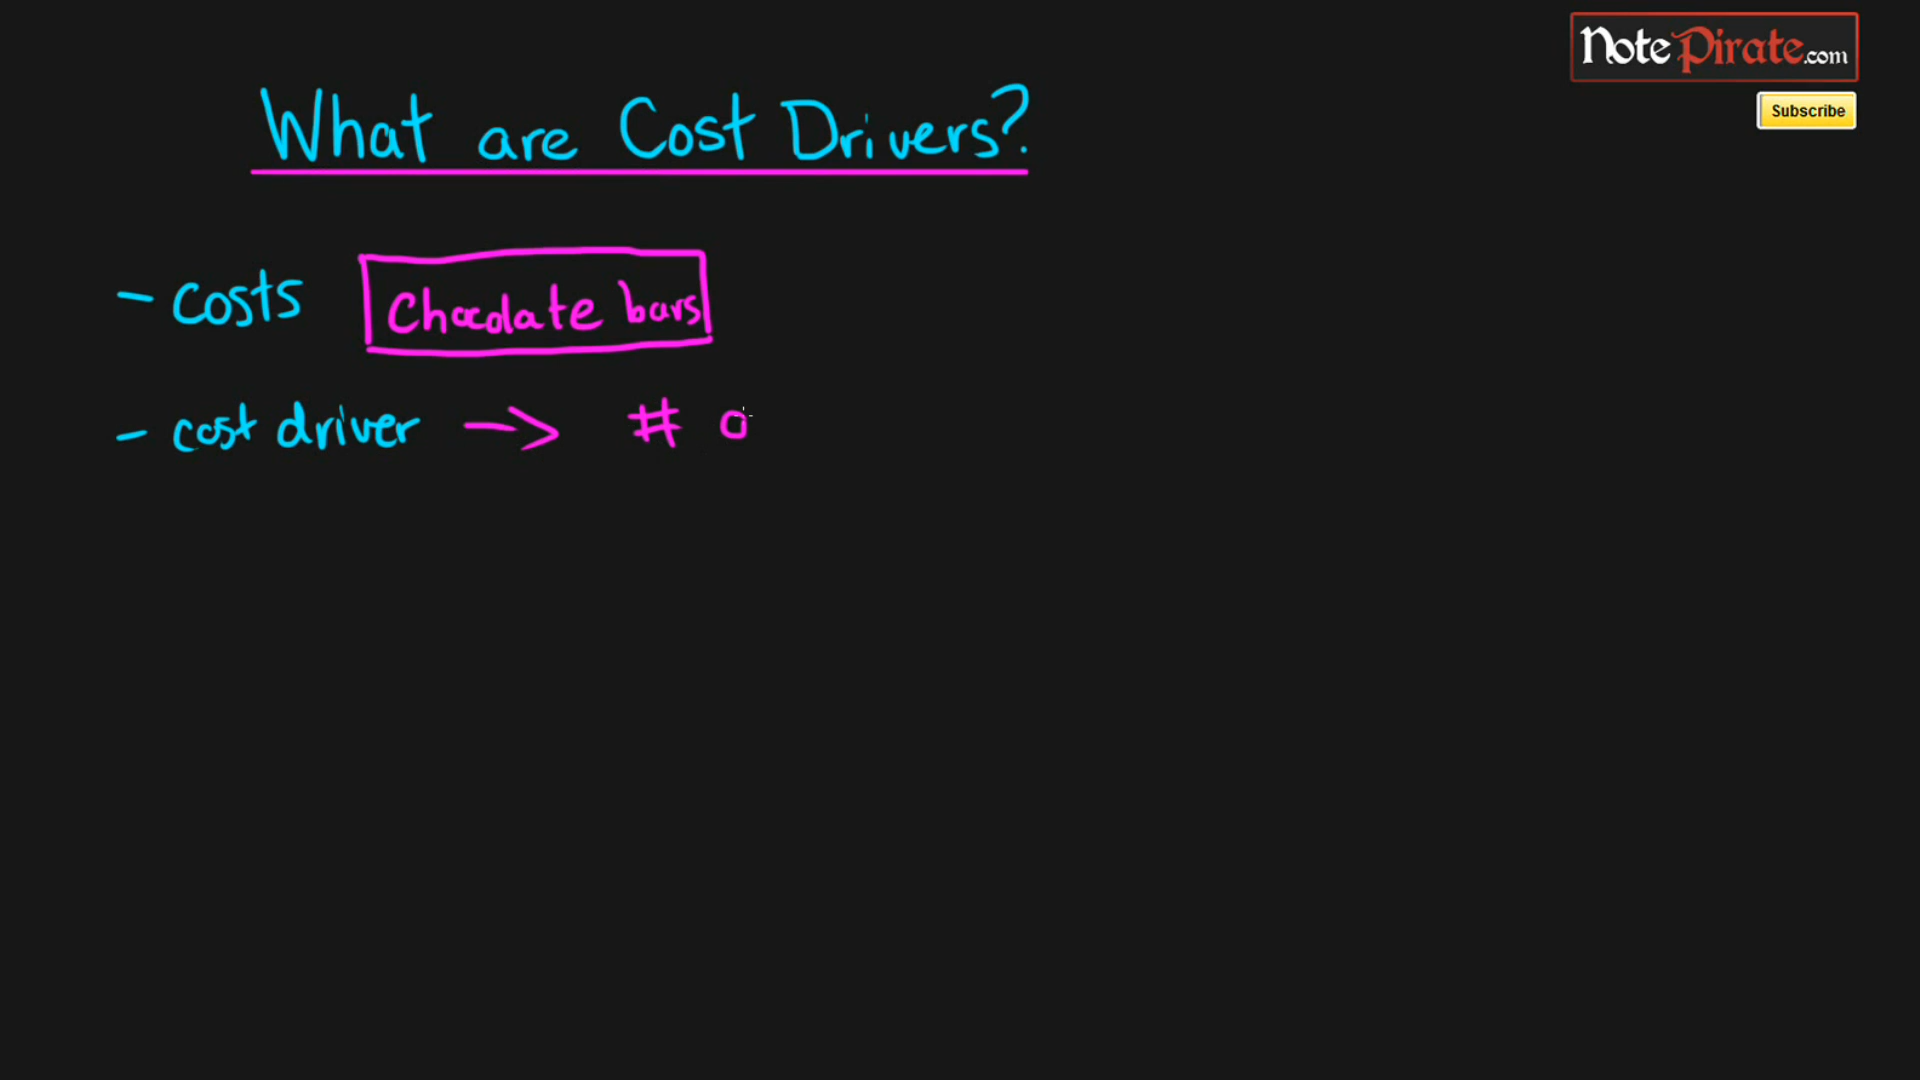 NotePirate.com
Subscribe
What are Cost Drivers?
- Costs Chocolate bars
- cost driver -> # o